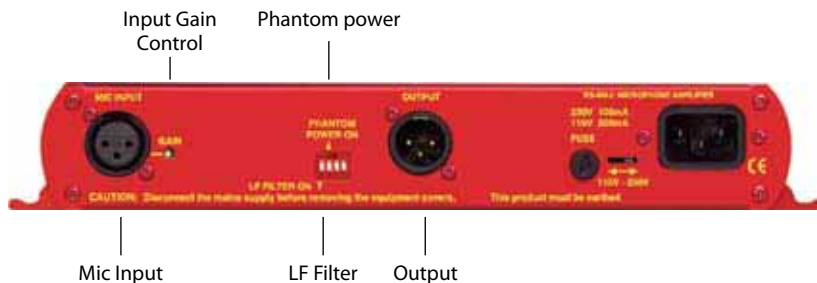 Input Gain
Control
Phantom power
MIC INPUT
GAIN
PHANTOM
POWER ON
LF FILTER ON
OUTPUT
MICROPHONE AMPLIFIER
230V 100mA
115V 200mA
FUSE
115V - 230V
CE
CAUTION: Disconnect the mains supply before removing the equipment covers.
This product must be earthed
Mic Input
LF Filter
Output